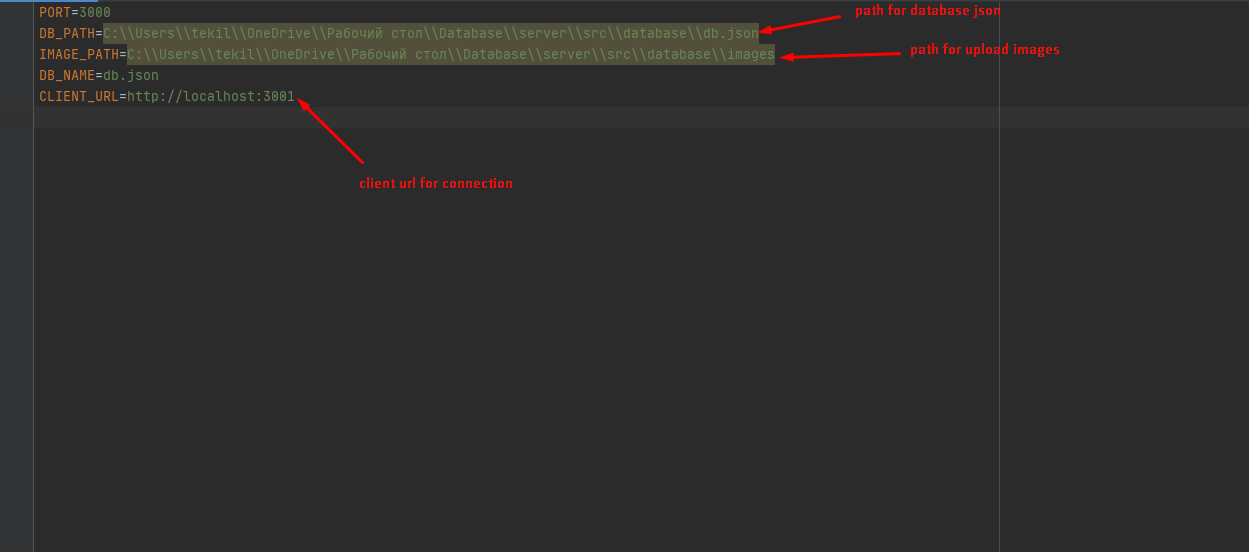 PORT=3000
path for database json
DB_PATH=C:\\Users\\tekil\\OneDrive\\Рабочий стол\\Database\\server\\src\\database\\db.json
path for upload images
IMAGE_PATH=C:\\Users\\tekil\\OneDrive\\Рабочий стол\\Database\\server\\src\\database\\images
DB_NAME=db.json
CLIENT_URL=http://localhost:3001
client url for connection